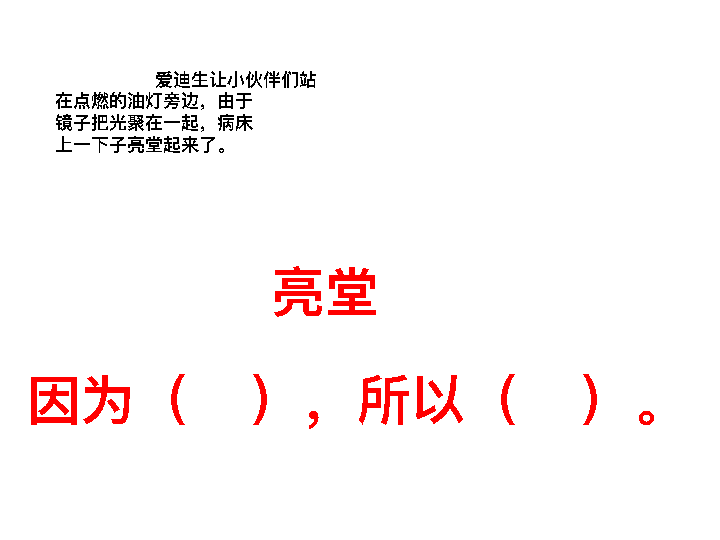 爱迪生让小伙伴们站
在点燃的油灯旁边，由于
镜子把光聚在一起，病床
上一下子亮堂起来了。
亮堂
因为（　），所以（　）。